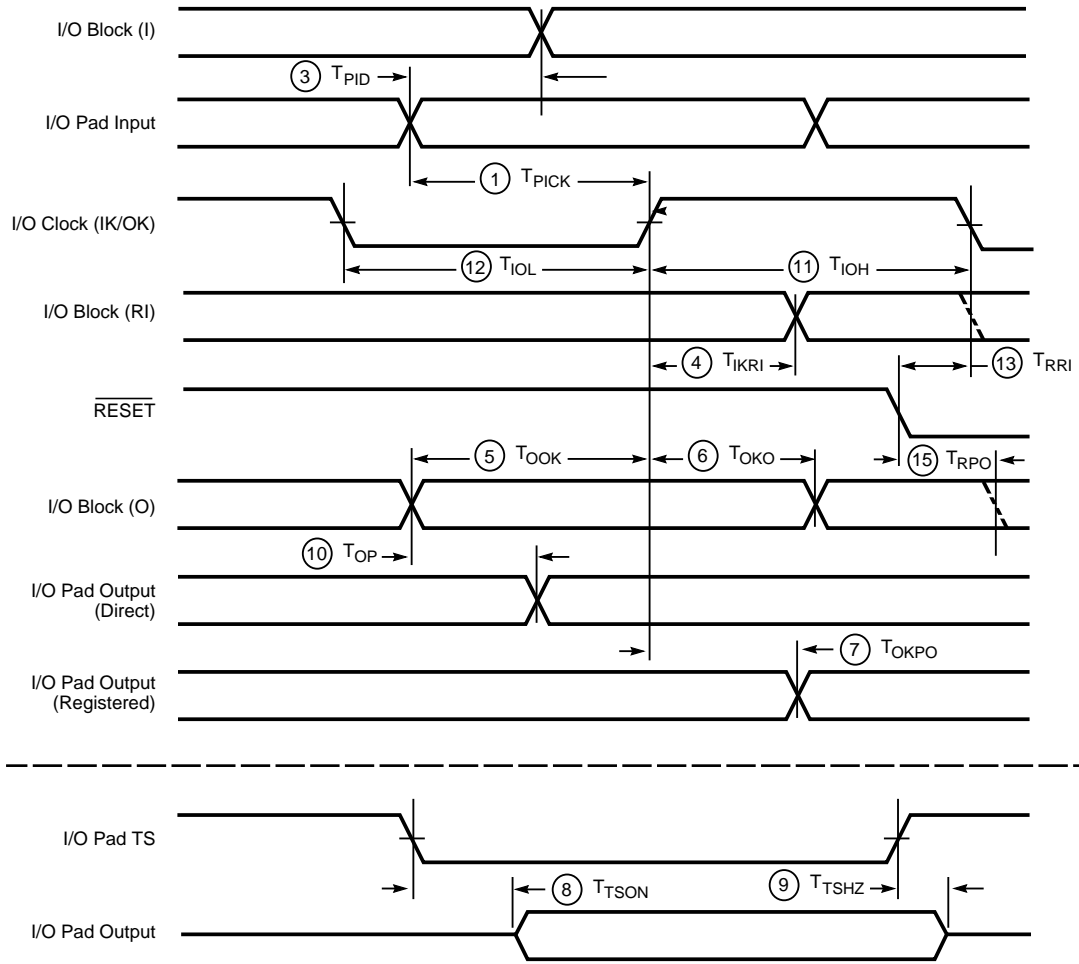 I/O Block (I)
3 TPID
I/O Pad Input
1 TPICK
I/O Clock (IK/OK)
12 TIOL
11 TIOH
I/O Block (RI)
4 TIKRI
13 TRRI
RESET
5 TOOK
6 TOKO
15 TRPO
I/O Block (O)
10 TOP
I/O Pad Output
(Direct)
7 TOKPO
I/O Pad Output
(Registered)
I/O Pad TS
8 TTSON
9 TTSHZ
I/O Pad Output